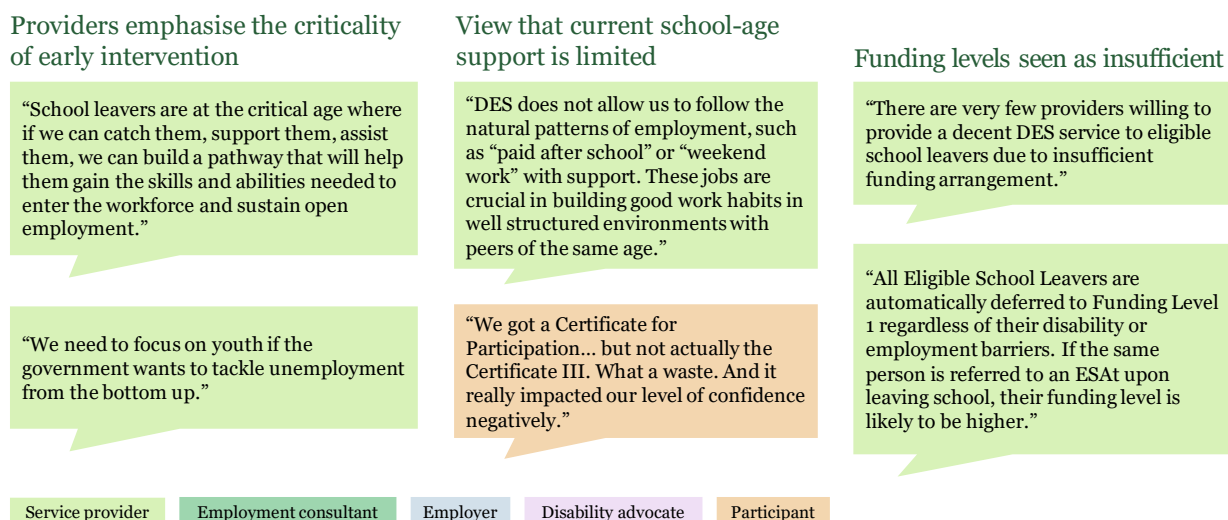 Providers emphasise the criticality
of early intervention
“School leavers are at the critical age where
if we can catch them, support them, assist
them, we can build a pathway that will help
them gain the skills and abilities needed to
enter the workforce and sustain open
employment.”
“We need to focus on youth if the
government wants to tackle unemployment
from the bottom up.”
View that current school-age
support is limited
“DES does not allow us to follow the
natural patterns of employment, such
as “paid after school” or “weekend
work” with support. These jobs are
crucial in building good work habits in
well structured environments with
peers of the same age.”
“We got a Certificate for
Participation... but not actually the
Certificate III. What a waste. And it
really impacted our level of confidence
negatively.”
Funding levels seen as insufficient
“There are very few providers willing to
provide a decent DES service to eligible
school leavers due to insufficient
funding arrangement.”
“All Eligible School Leavers are
automatically deferred to Funding Level
1 regardless of their disability or
employment barriers. If the same
person is referred to an ESAt upon
leaving school, their funding level is
likely to be higher.”
Service provider
Employment consultant
Employer
Disability advocate
Participant